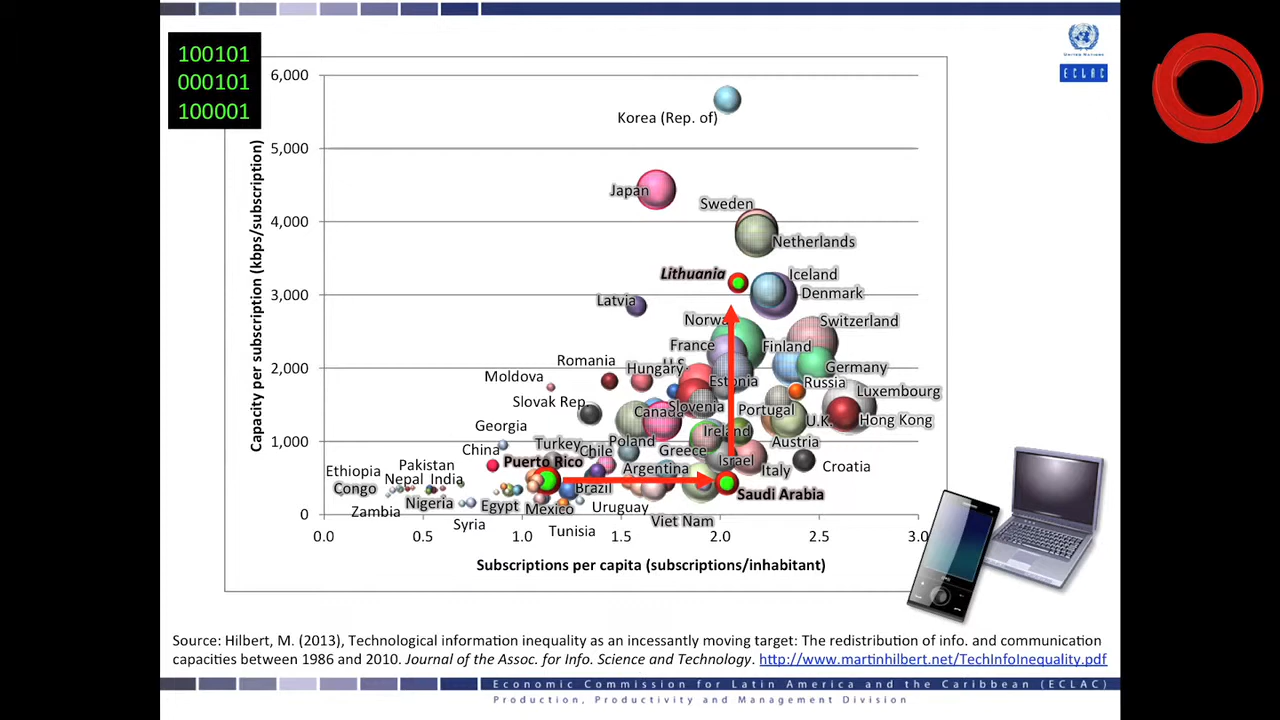 100101
000101
100001
ECLAC
6,000
Korea (Rep. of)
5,000
Japan
Sweden
4,000
Netherlands
Lithuania
Iceland
3,000
Denmark
Latvia
Norwa
Switzerland
France
Finland
Romania
U.S.
Hungary
2,000
Germany
Moldova
Estonia
Russia
Luxembourg
Slovak Rep
Canada
Slovenia
Portugal
U.K.
Hong Kong
Georgia
Ireland
1,000
Poland
Austria
Turkey
China
Chile
Greece
Puerto Rico
Israel
Croatia
Ethiopia
Pakistan
Argentina
Italy
Nepal
India
Congo
Brazil
Saudi Arabia
Nigeria
Egypt
Mexico
Uruguay
Zambia
0
Viet Nam
Syria
Tunisia
0.0 0.5 1.0 1.5 2.0 2.5 3.0
Capacity per subscription (kbps/subscription)
Subscriptions per capita (subscriptions/inhabitant)
Source: Hilbert, M. (2013), Technological information inequality as an incessantly moving target: The redistribution of info. and communication
capacities between 1986 and 2010. Journal of the Assoc. for Info. Science and Technology. http://www.martinhilbert.net/TechInfoInequality.pdf
Economic Commission for Latin America and the Caribbean (ECLAC)
Production, Productivity and Management Division